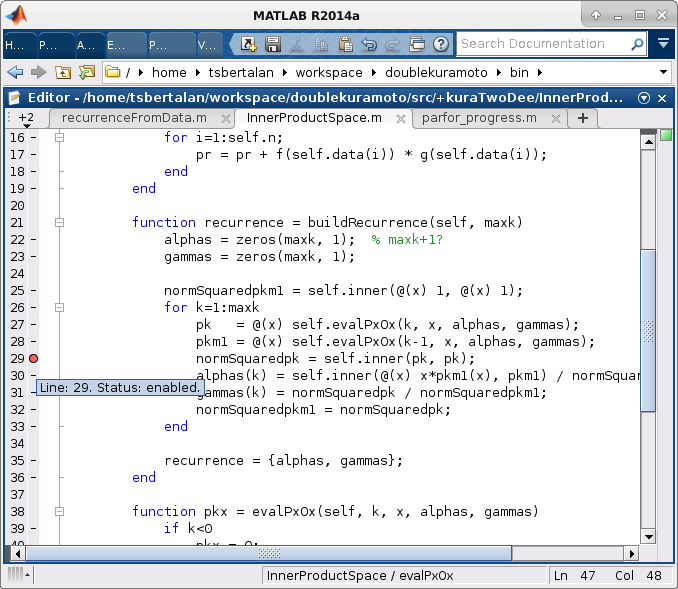 MATLAB R2014a
H... P... A... E... P... V... Search Documentation
/ home tsbertalan workspace doublekuramoto bin
Editor - /home/tsbertalan/workspace/doublekuramoto/src/+kuraTwoDee/InnerProd...
+2 recurrenceFromData.m InnerProductSpace.m parfor_progress.m
16 for i=1:self.n;
17 pr = pr + f(self.data(i)) * g(self.data(i));
18 end
19 end
20
21 function recurrence = buildRecurrence(self, maxk)
22 alphas = zeros(maxk, 1); % maxk+1?
23 gammas = zeros(maxk, 1);
24
25 normSquaredpkm1 = self.inner(@(x) 1, @(x) 1);
26 for k=1:maxk
27 pk = @(x) self.evalPxOx(k, x, alphas, gammas);
28 pkm1 = @(x) self.evalPxOx(k-1, x, alphas, gammas);
29 normSquaredpk = self.inner(pk, pk);
30 alphas(k) = self.inner(@(x) x*pkm1(x), pkm1) / normSquar
Line: 29. Status: enabled.
31 gammas(k) = normSquaredpk / normSquaredpkm1;
32 normSquaredpkm1 = normSquaredpk;
33 end
34
35 recurrence = {alphas, gammas};
36 end
37
38 function pkx = evalPxOx(self, k, x, alphas, gammas)
39 if k<0
40 pkx = 0;
InnerProductSpace / evalPxOx Ln 47 Col 48